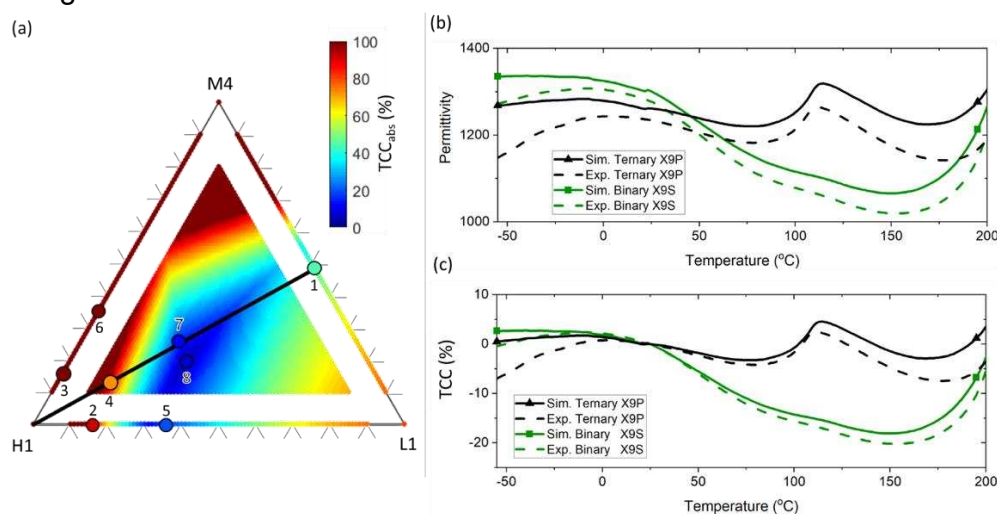 (a)
M4
100
80
60
40
20
0
TCCabs (%)
1
6
7
8
3
4
2
5
H1
L1
(b)
1400
1200
1000
Permittivity
Sim. Ternary X9P
Exp. Ternary X9P
Sim. Binary X9S
Exp. Binary X9S
-50
0
50
100
150
200
Temperature (°C)
(c)
10
0
-10
-20
TCC (%)
Sim. Ternary X9P
Exp. Ternary X9P
Sim. Binary X9S
Exp. Binary X9S
-50
0
50
100
150
200
Temperature (°C)